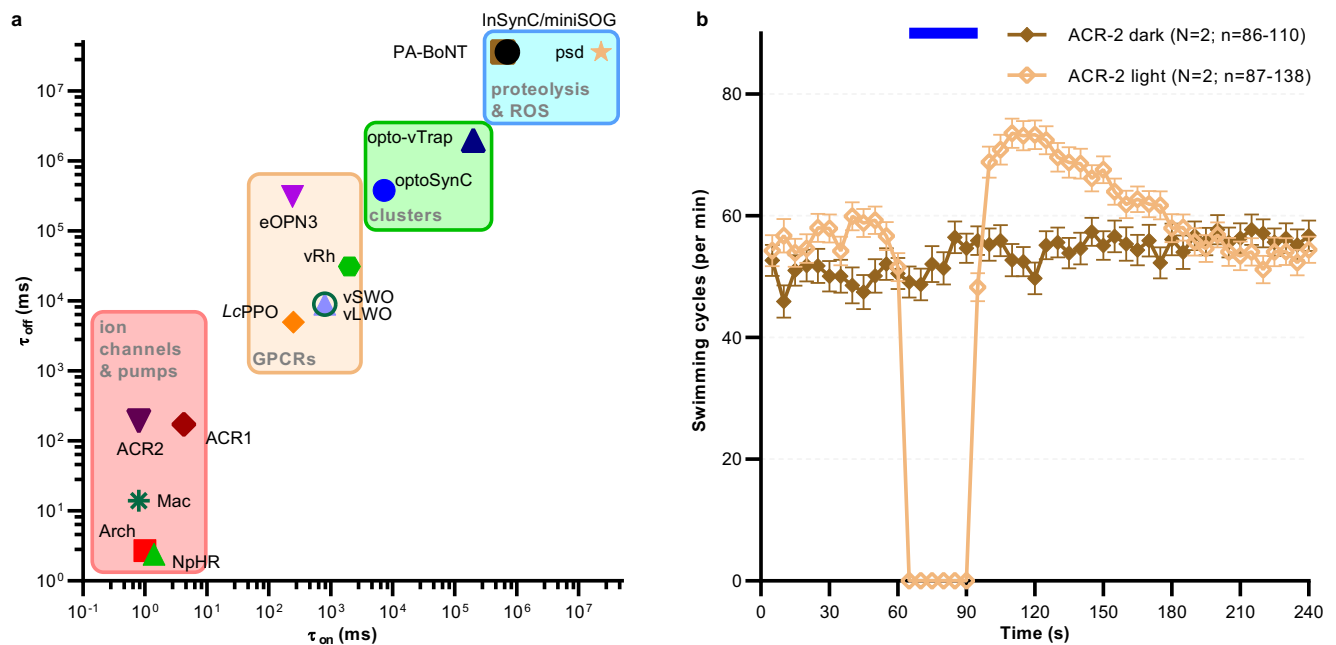 a
InSynC/miniSOG
PA-BoNT
psd
proteolysis
& ROS
opto-vTrap
optoSynC
clusters
eOPN3
vRh
vSWO
vLWO
LcPPO
GPCRs
ion
channels
& pumps
ACR2
ACR1
Mac
Arch
NpHR
10⁷
10⁶
10⁵
10⁴
10³
10²
10¹
10⁰
τoff (ms)
10⁻¹ 10⁰ 10¹ 10² 10³ 10⁴ 10⁵ 10⁶ 10⁷
τon (ms)
b
ACR-2 dark (N=2; n=86-110)
ACR-2 light (N=2; n=87-138)
80
60
40
20
0
Swimming cycles (per min)
0 30 60 90 120 150 180 210 240
Time (s)